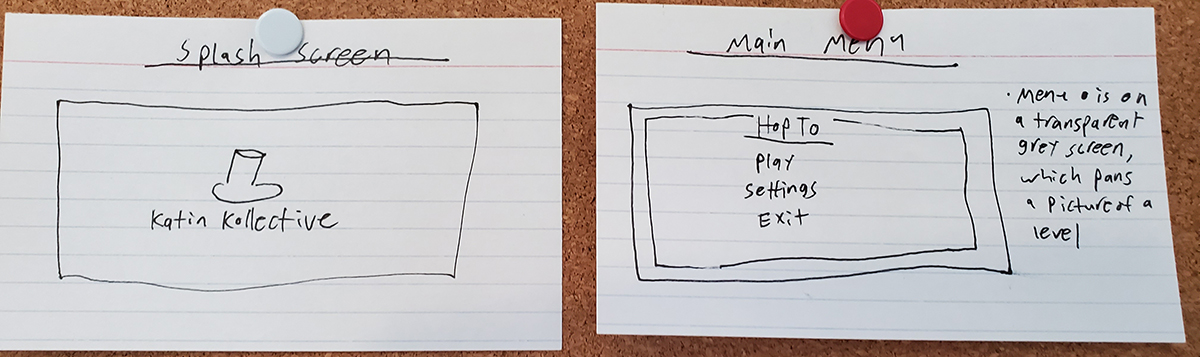 Splash Screen
Katin Kollective
Main Menu
Hop To
Play
Settings
Exit
· Menu is on
a transparent
grey screen,
which pans
a picture of a
level